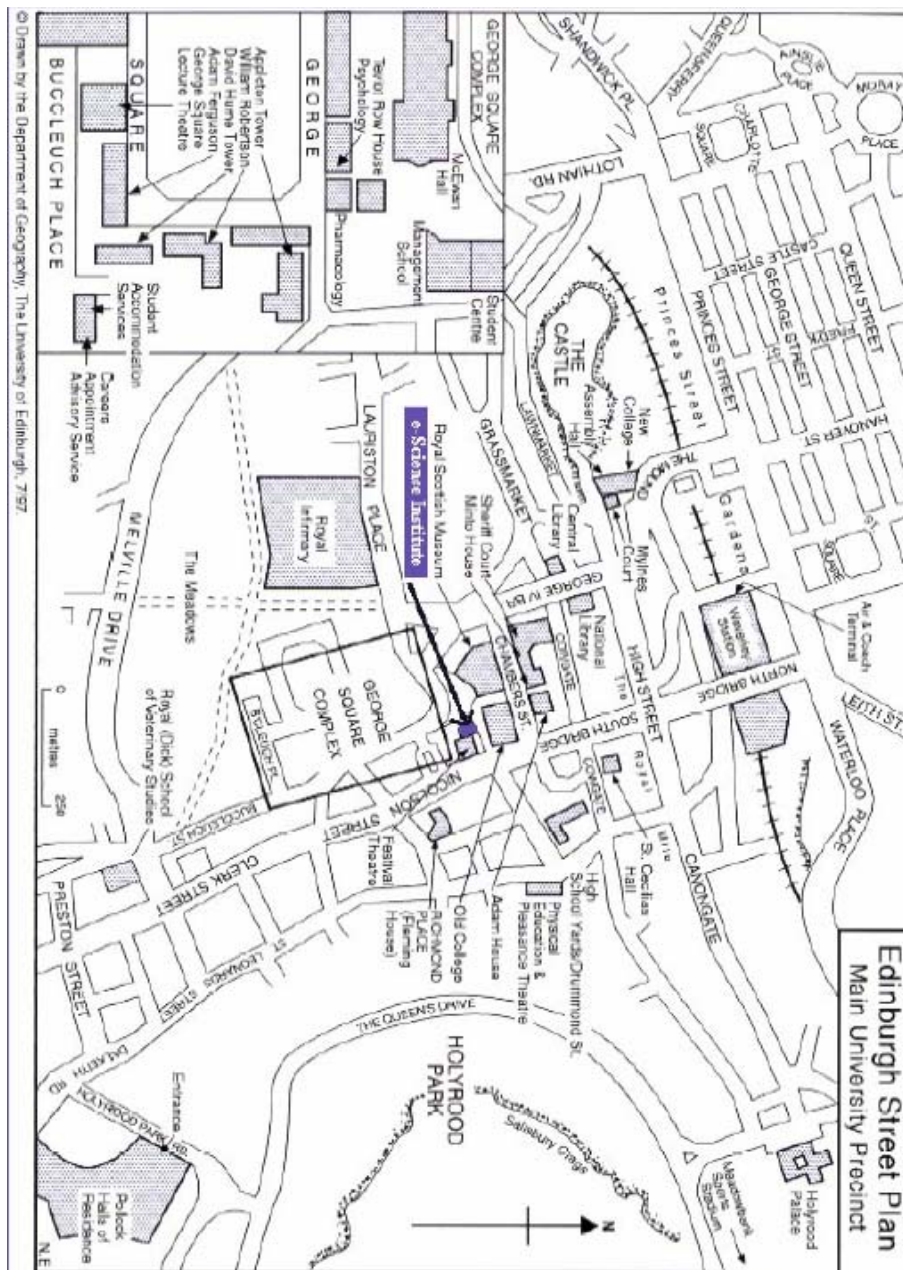 Edinburgh Street Plan
Main University Precinct
MORAY
PLACE
AINSLIE
PLACE
QUEENSFERRY
SHANDWICK PL.
CHARLOTTE
SQUARE
LOTHIAN RD.
QUEEN STREET
GEORGE STREET
CASTLE STREET
HANOVER ST.
PRINCES STREET
Princes Street
Gardens
SQUARE
THE MOUND
THE
CASTLE
New
College
Assembly
Hall
Mylnes
Court
Air & Coach
Terminal
Waverley
Station
LEITH ST.
WATERLOO PLACE
NORTH BRIDGE
SOUTH BRIDGE
LAWNMARKET
GRASSMARKET
HIGH STREET
The
Royal
Mile
CANONGATE
COWGATE
COWGATE
GEORGE IV BR.
Central
Library
National
Library
St. Cecilias
Hall
Sheriff Court
Minto House
Royal Scottish Museum
e-Science Institute
CHAMBERS ST.
LAURISTON
PLACE
Royal
Infirmary
High
School Yards/Drummond St.
Physical
Education &
Pleasance Theatre
Adam House
Old College
RICHMOND
PLACE
(Fleming
House)
Festival
Theatre
NICOLSON
STREET
GEORGE
SQUARE
COMPLEX
BUCCLEUCH PL.
BUCCLEUCH ST.
CLERK STREET
ST. LEONARDS STREET
PRESTON
STREET
DALKEITH
RD
HOLYROOD PARK RD.
Entrance
Pollock
Halls of
Residence
N.E
THE QUEEN'S DRIVE
HOLYROOD
PARK
Salisbury Crags
N
Holyrood
Palace
Meadowbank
Sports
Stadium
The Meadows
MELVILLE DRIVE
Royal (Dick) School
of Veterinary Studies
0
metres
250
GEORGE SQUARE
COMPLEX
McEwan
Hall
Management
School
Student
Centre
Teviot Row House
Psychology
Pharmacology
GEORGE
SQUARE
Appleton Tower
William Robertson
David Hume Tower
Adam Ferguson
George Square
Lecture Theatre
BUCCLEUCH PLACE
Student
Accommodation
Services
Careers
Appointment
Advisory Service
© Drawn by the Department of Geography, The University of Edinburgh, 7/97.